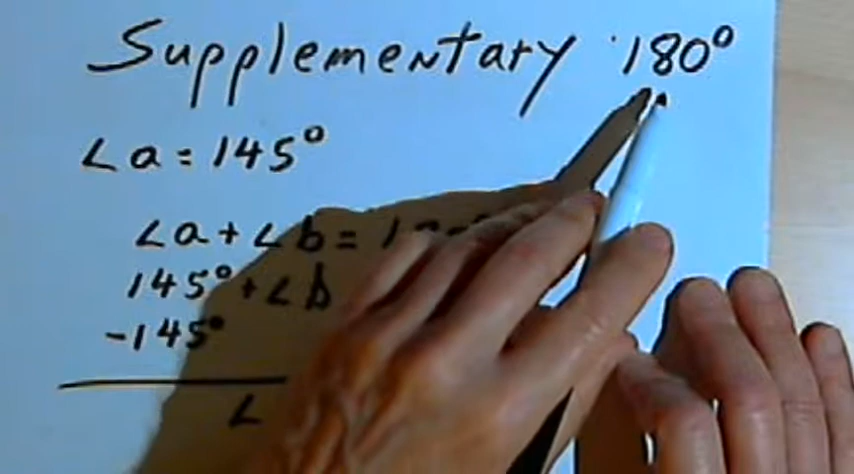 Supplementary 180°
∠a = 145°
∠a + ∠b =
145° + ∠b
-145°
∠